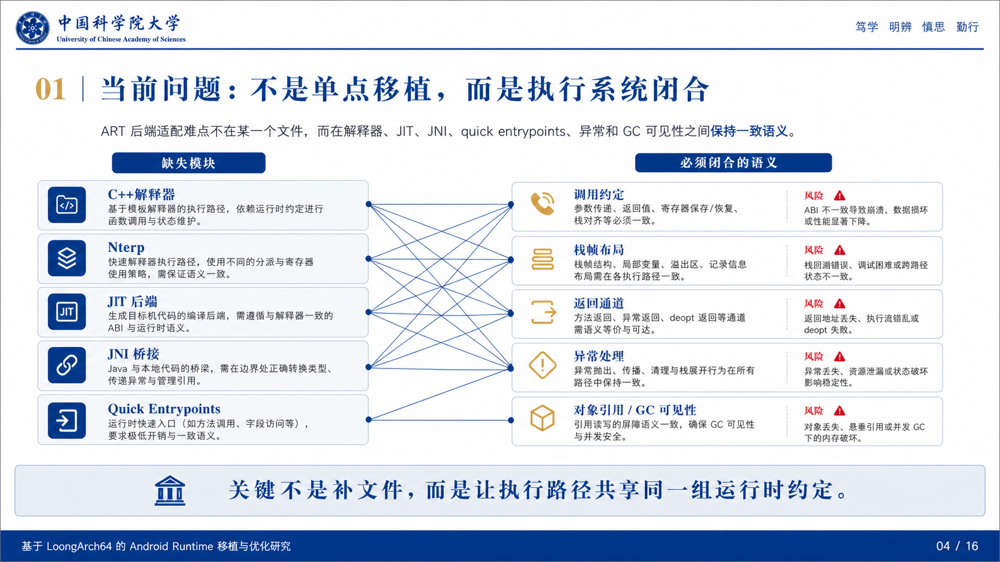 中国科学院大学
University of Chinese Academy of Sciences
笃学 明辨 慎思 勤行
01 当前问题：不是单点移植，而是执行系统闭合
ART 后端适配难点不在某一个文件，而在解释器、JIT、JNI、quick entrypoints、异常和 GC 可见性之间保持一致语义。
缺失模块
C++解释器
基于模板解释器的执行路径，依赖运行时约定进行
函数调用与状态维护。
Nterp
快速解释器执行路径，使用不同的分派与寄存器
使用策略，需保证语义一致。
JIT
JIT 后端
生成目标机代码的编译后端，需遵循与解释器一致的
ABI 与运行时语义。
JNI 桥接
Java 与本地代码的桥梁，需在边界处正确转换类型、
传递异常与管理引用。
Quick Entrypoints
运行时快速入口（如方法调用、字段访问等），
要求极低开销与一致语义。
必须闭合的语义
调用约定
参数传递、返回值、寄存器保存/恢复、
栈对齐等必须一致。
风险
ABI 不一致导致崩溃、数据损坏
或性能显著下降。
栈帧布局
栈帧结构、局部变量、溢出区、记录信息
布局需在各执行路径一致。
风险
栈回溯错误、调试困难或跨路径
状态不一致。
返回通道
方法返回、异常返回、deopt 返回等通道
需语义等价与可达。
风险
返回地址丢失、执行流错乱或
deopt 失败。
异常处理
异常抛出、传播、清理与栈展开行为在所有
路径中保持一致。
风险
异常丢失、资源泄漏或状态破坏
影响稳定性。
对象引用 / GC 可见性
引用读写的屏障语义一致，确保 GC 可见性
与并发安全。
风险
对象丢失、悬垂引用或并发 GC
下的内存破坏。
关键不是补文件，而是让执行路径共享同一组运行时约定。
基于 LoongArch64 的 Android Runtime 移植与优化研究
04 / 16